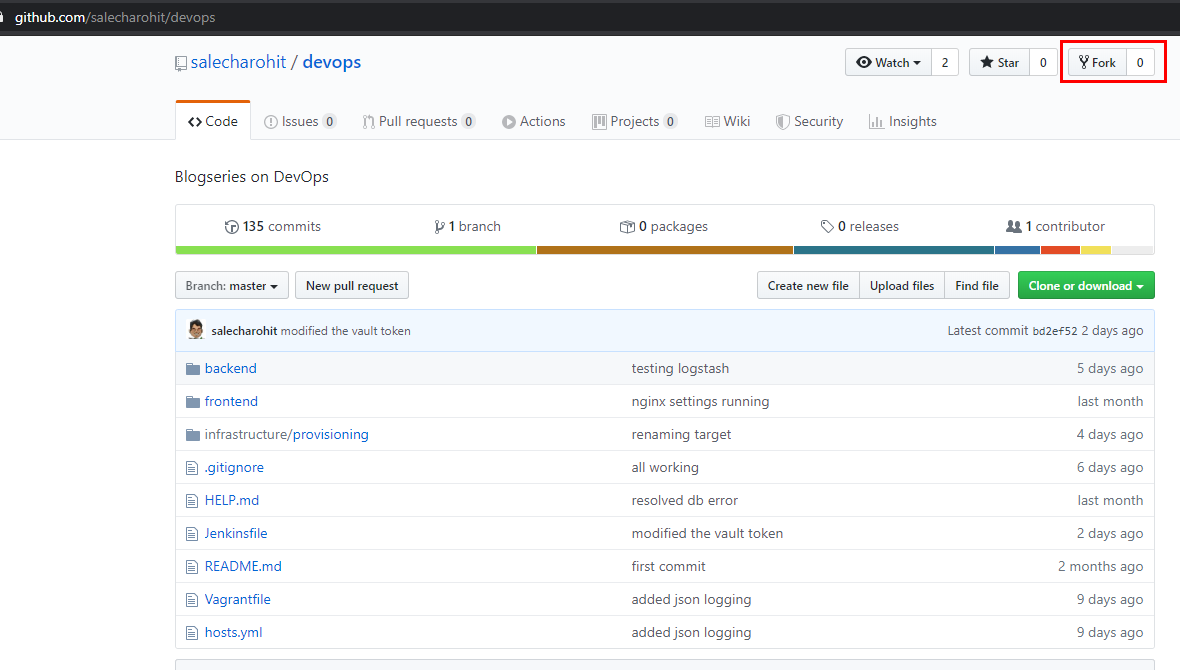 github.com/salecharohit/devops
salecharohit / devops Watch 2 Star 0 Fork 0
Code Issues 0 Pull requests 0 Actions Projects 0 Wiki Security Insights
Blogseries on DevOps
135 commits 1 branch 0 packages 0 releases 1 contributor
Branch: master New pull request Create new file Upload files Find file Clone or download
salecharohit modified the vault token Latest commit bd2ef52 2 days ago
backend testing logstash 5 days ago
frontend nginx settings running last month
infrastructure/provisioning renaming target 4 days ago
.gitignore all working 6 days ago
HELP.md resolved db error last month
Jenkinsfile modified the vault token 2 days ago
README.md first commit 2 months ago
Vagrantfile added json logging 9 days ago
hosts.yml added json logging 9 days ago